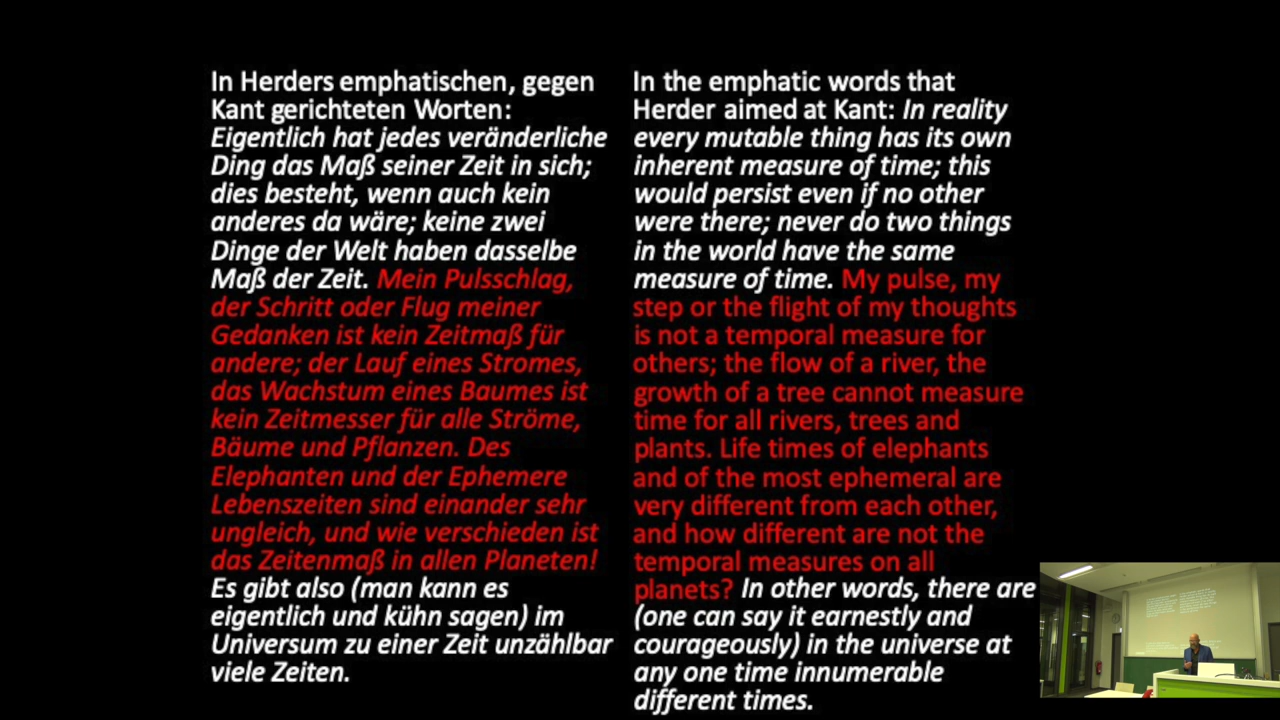 In Herders emphatischen, gegen
Kant gerichteten Worten:
Eigentlich hat jedes veränderliche
Ding das Maß seiner Zeit in sich;
dies besteht, wenn auch kein
anderes da wäre; keine zwei
Dinge der Welt haben dasselbe
Maß der Zeit. Mein Pulsschlag,
der Schritt oder Flug meiner
Gedanken ist kein Zeitmaß für
andere; der Lauf eines Stromes,
das Wachstum eines Baumes ist
kein Zeitmesser für alle Ströme,
Bäume und Pflanzen. Des
Elephanten und der Ephemere
Lebenszeiten sind einander sehr
ungleich, und wie verschieden ist
das Zeitenmaß in allen Planeten!
Es gibt also (man kann es
eigentlich und kühn sagen) im
Universum zu einer Zeit unzählbar
viele Zeiten.
In the emphatic words that
Herder aimed at Kant: In reality
every mutable thing has its own
inherent measure of time; this
would persist even if no other
were there; never do two things
in the world have the same
measure of time. My pulse, my
step or the flight of my thoughts
is not a temporal measure for
others; the flow of a river, the
growth of a tree cannot measure
time for all rivers, trees and
plants. Life times of elephants
and of the most ephemeral are
very different from each other,
and how different are not the
temporal measures on all
planets? In other words, there are
(one can say it earnestly and
courageously) in the universe at
any one time innumerable
different times.